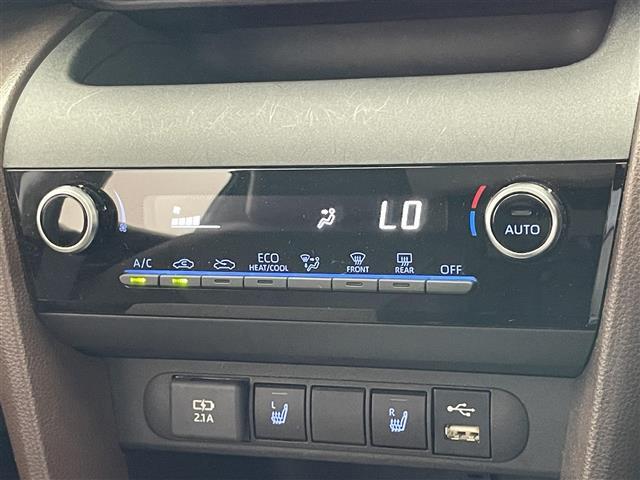 LO
AUTO
A/C
ECO
HEAT/COOL
FRONT
REAR
OFF
2.1A
L
R